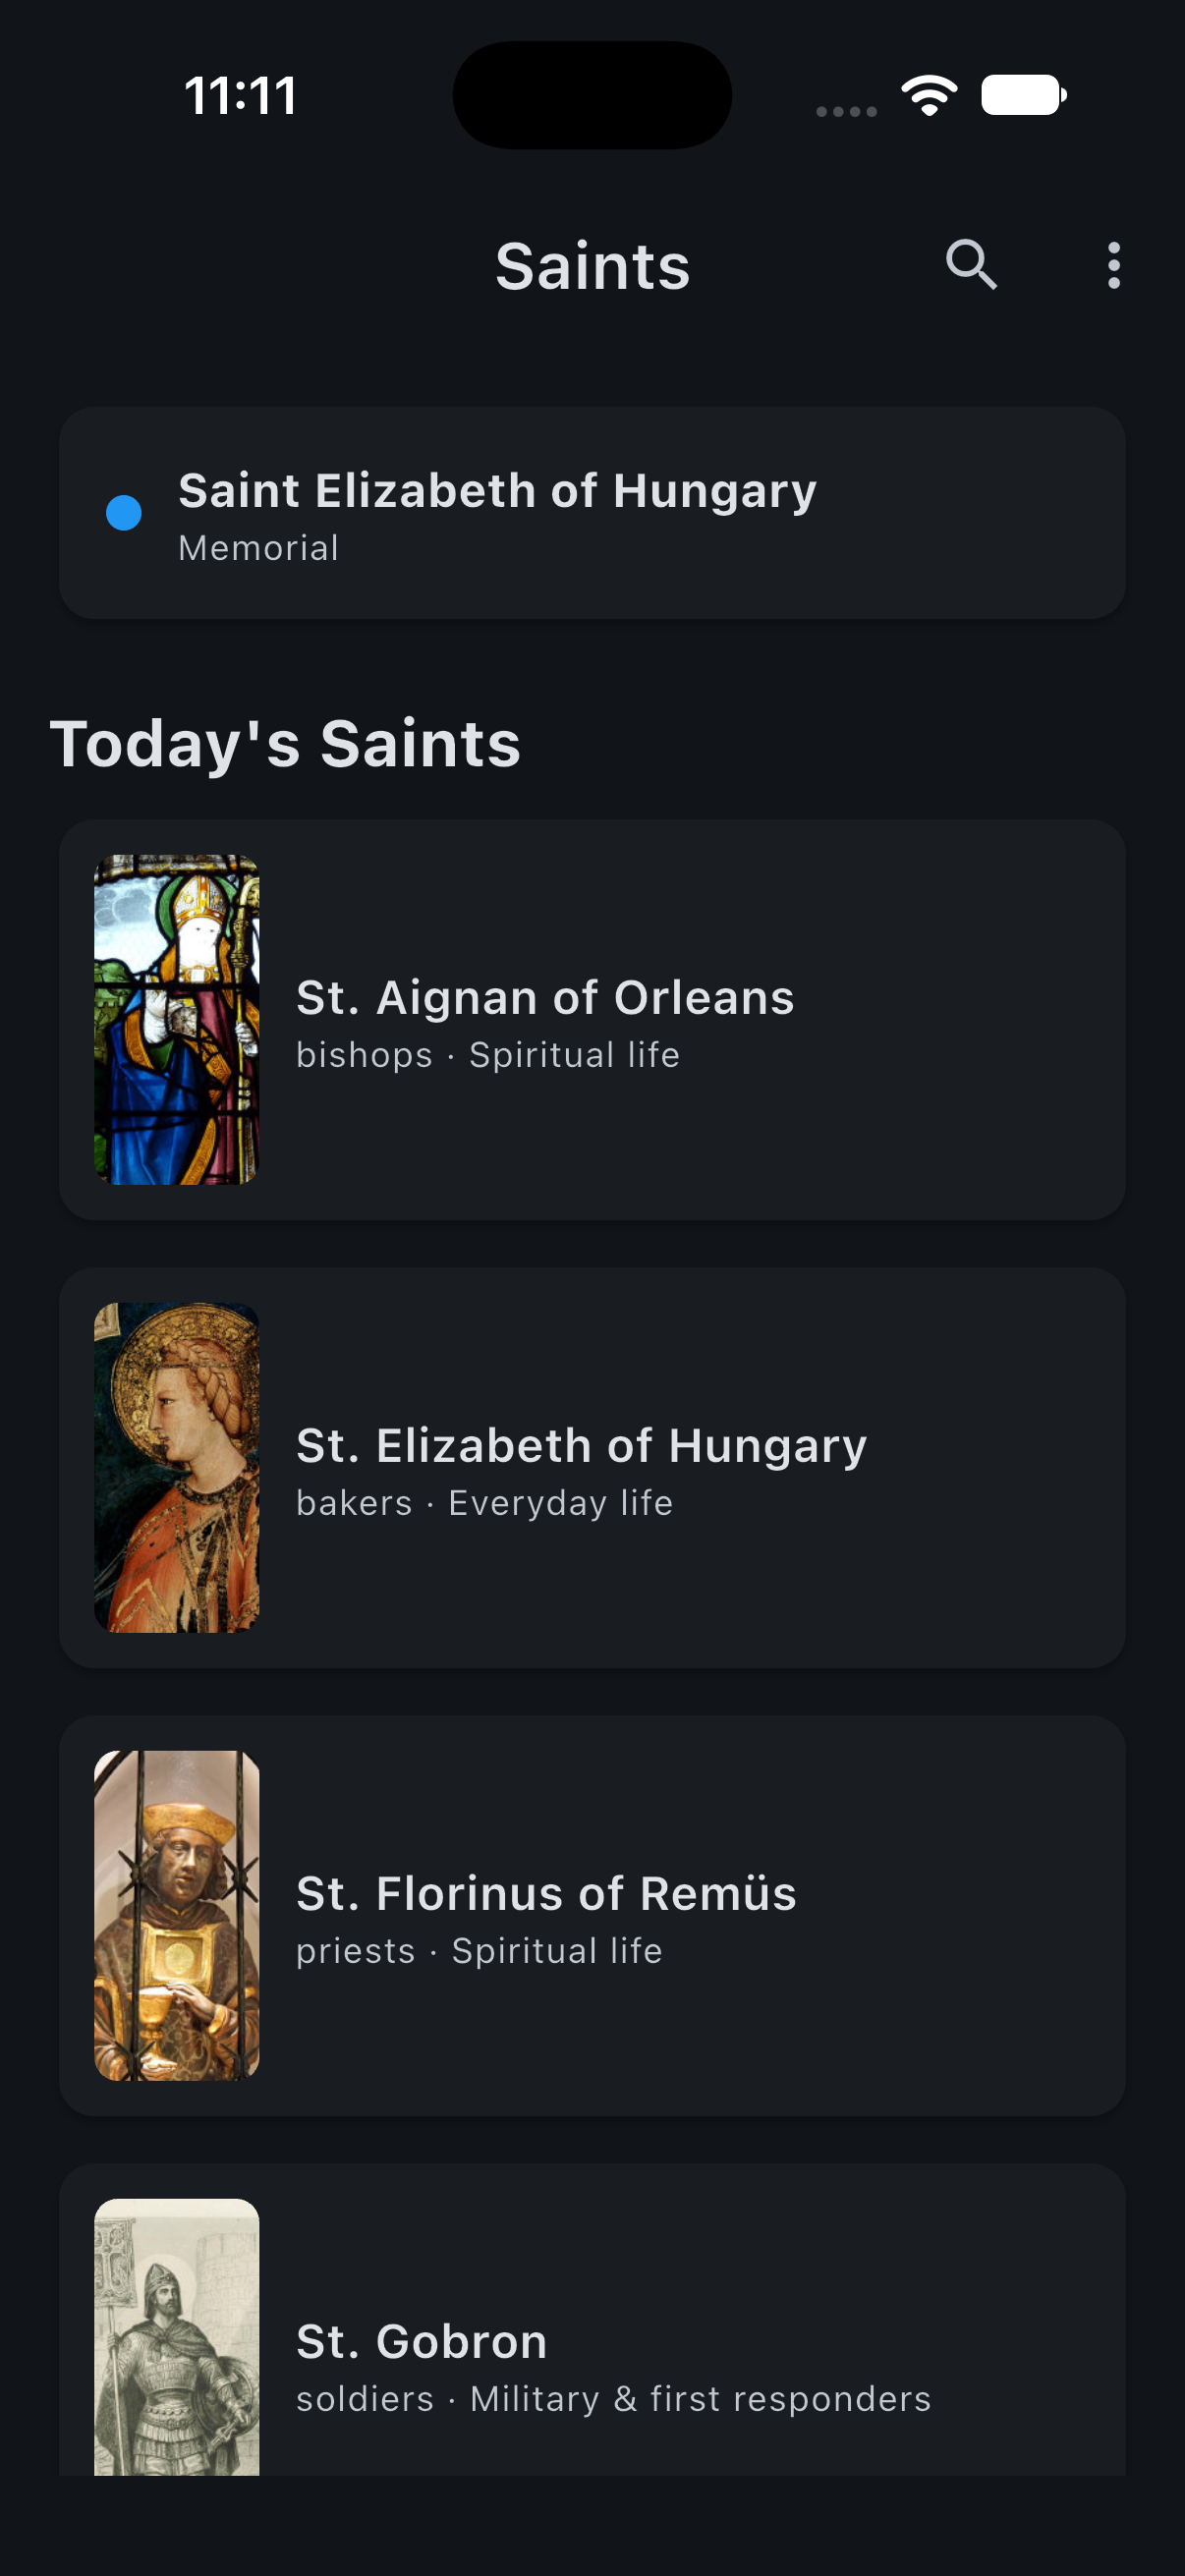 11:11
Saints
Saint Elizabeth of Hungary
Memorial
Today's Saints
St. Aignan of Orleans
bishops · Spiritual life
St. Elizabeth of Hungary
bakers · Everyday life
St. Florinus of Remüs
priests · Spiritual life
St. Gobron
soldiers · Military & first responders